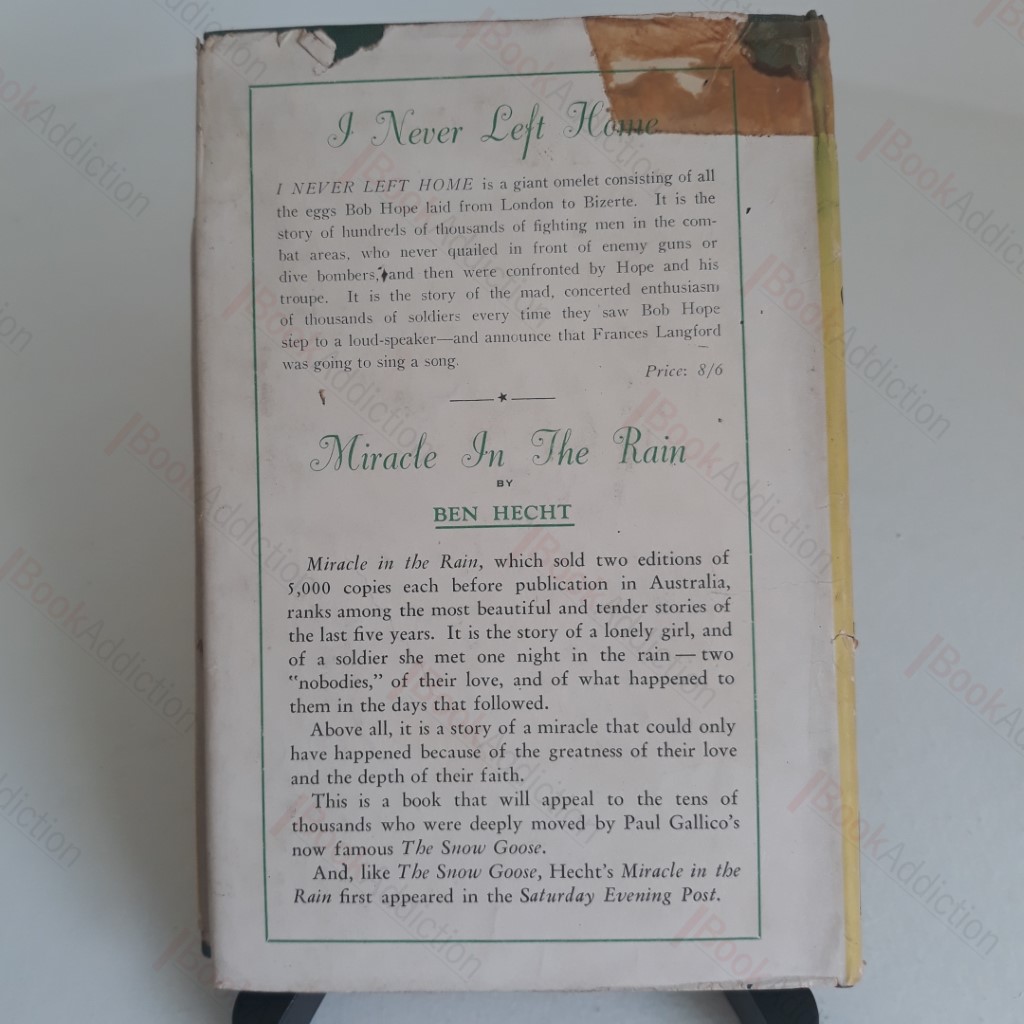 I Never Left Home
I NEVER LEFT HOME is a giant omelet consisting of all
the eggs Bob Hope laid from London to Bizerte. It is the
story of hundreds of thousands of fighting men in the com-
bat areas, who never quailed in front of enemy guns or
dive bombers, and then were confronted by Hope and his
troupe. It is the story of the mad, concerted enthusiasm
of thousands of soldiers every time they saw Bob Hope
step to a loud-speaker—and announce that Frances Langford
was going to sing a song.
Price: 8/6
Miracle In The Rain
BY
BEN HECHT
Miracle in the Rain, which sold two editions of
5,000 copies each before publication in Australia,
ranks among the most beautiful and tender stories of
the last five years. It is the story of a lonely girl, and
of a soldier she met one night in the rain — two
"nobodies," of their love, and of what happened to
them in the days that followed.
Above all, it is a story of a miracle that could only
have happened because of the greatness of their love
and the depth of their faith.
This is a book that will appeal to the tens of
thousands who were deeply moved by Paul Gallico's
now famous The Snow Goose.
And, like The Snow Goose, Hecht's Miracle in the
Rain first appeared in the Saturday Evening Post.
BookAddiction